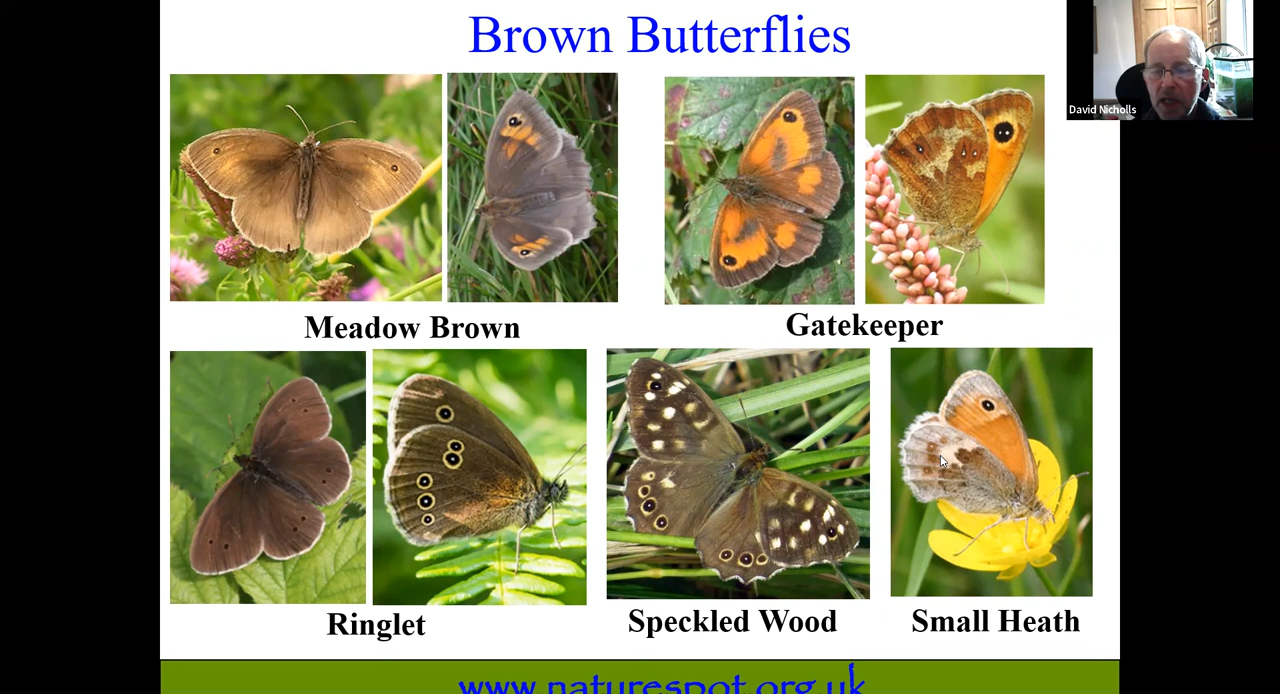 Brown Butterflies
David Nicholls
Meadow Brown
Gatekeeper
Ringlet
Speckled Wood
Small Heath
www.naturespot.org.uk